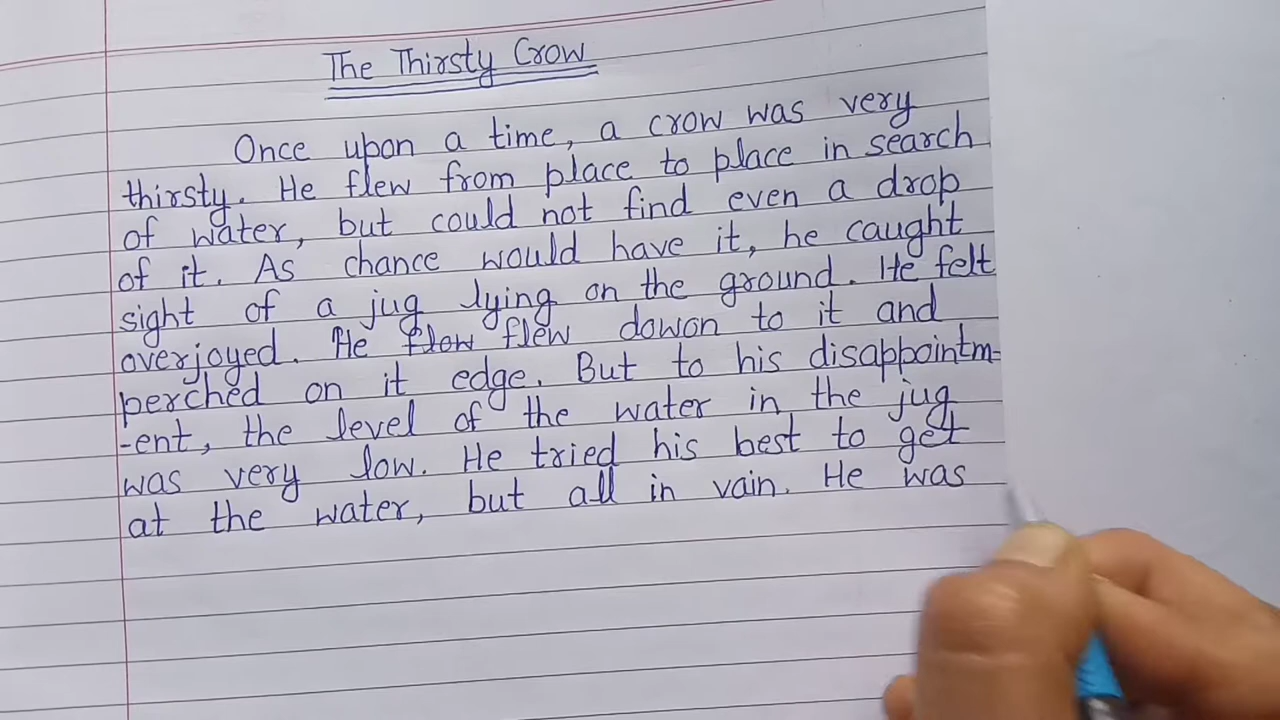 The Thirsty Crow
Once upon a time, a crow was very
thirsty. He flew from place to place in search
of water, but could not find even a drop
of it. As chance would have it, he caught
sight of a jug lying on the ground. He felt
overjoyed. He flow flew dowon to it and
perched on it edge. But to his disappointm-
-ent, the level of the water in the jug
was very low. He tried his best to get
at the water, but all in vain. He was